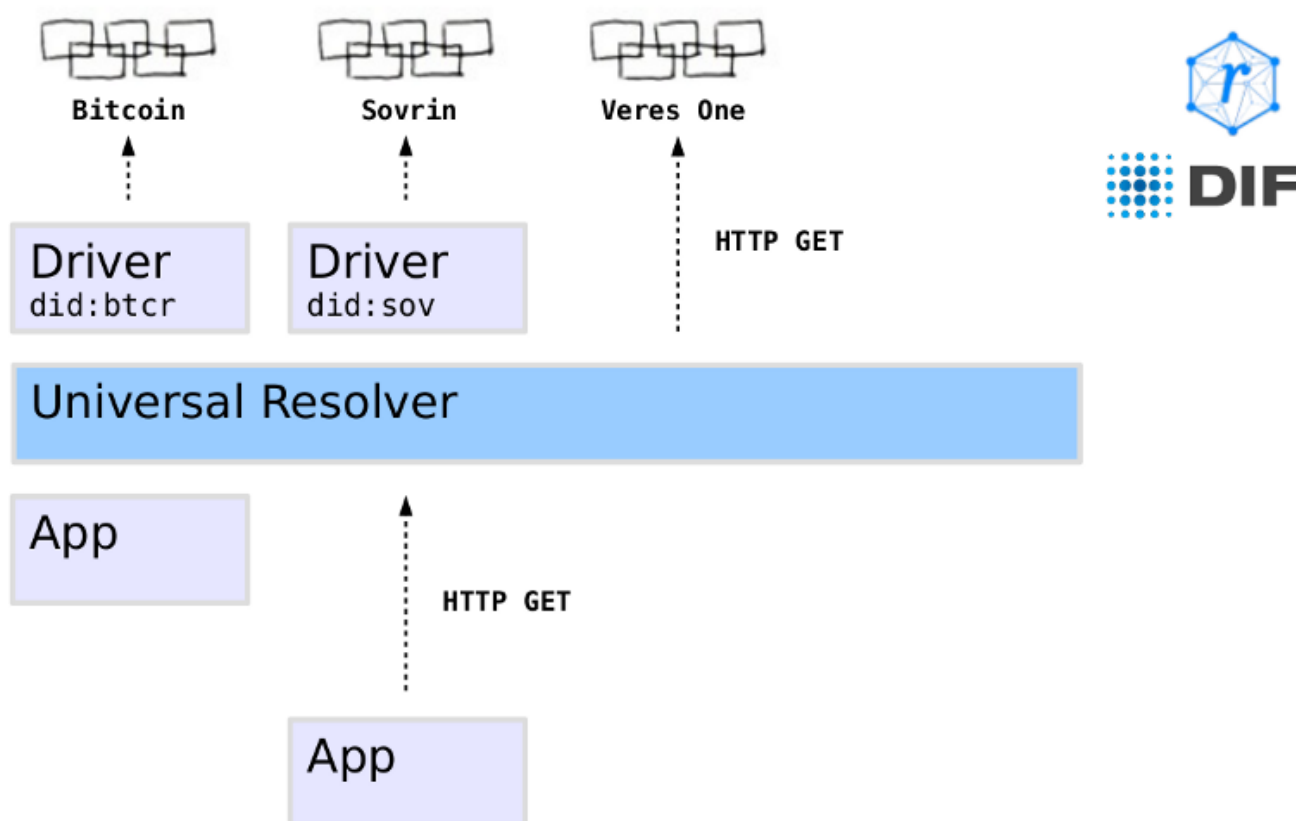 Bitcoin
Sovrin
Veres One
r
DIF
Driver
did:btcr
Driver
did:sov
HTTP GET
Universal Resolver
App
HTTP GET
App